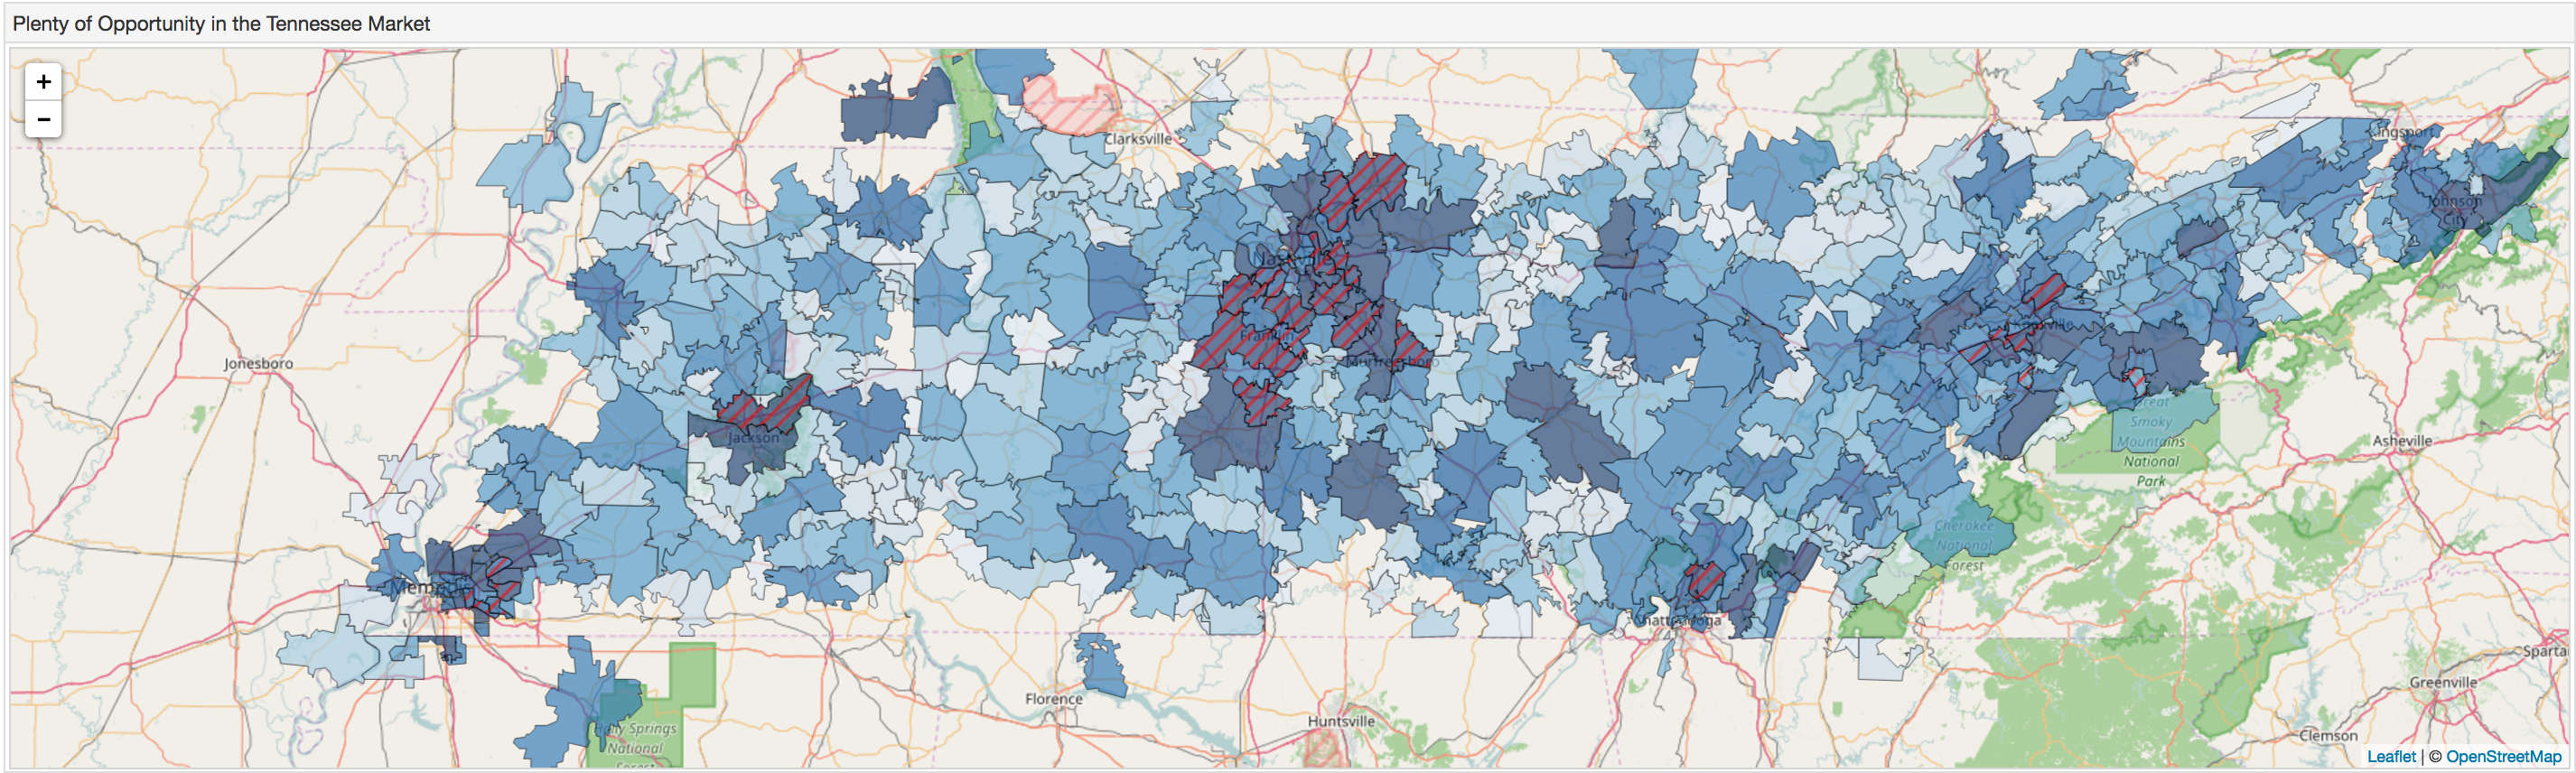 Plenty of Opportunity in the Tennessee Market
+
−
Clarksville
Kingsport
Johnson
City
Nashville
Jonesboro
Franklin
Murfreesboro
Knoxville
Jackson
Great
Smoky
Mountains
National
Park
Asheville
Cherokee
National
Forest
Memphis
Chattanooga
Florence
Huntsville
Holly Springs
National
Forest
Sparta
Greenville
Clemson
Leaflet | © OpenStreetMap